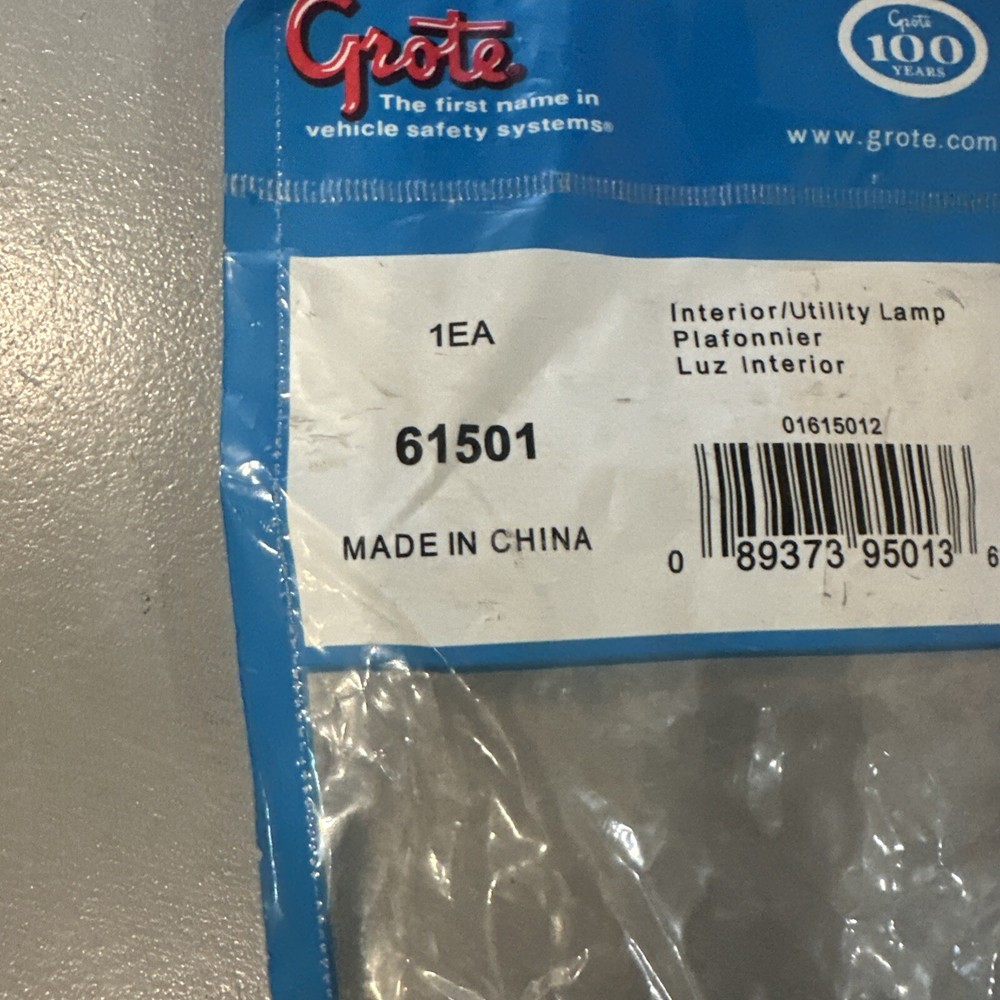 Grote®
The first name in
vehicle safety systems®
Grote
100
YEARS
www.grote.com
1EA
61501
MADE IN CHINA
Interior/Utility Lamp
Plafonnier
Luz Interior
01615012
0 89373 95013 6